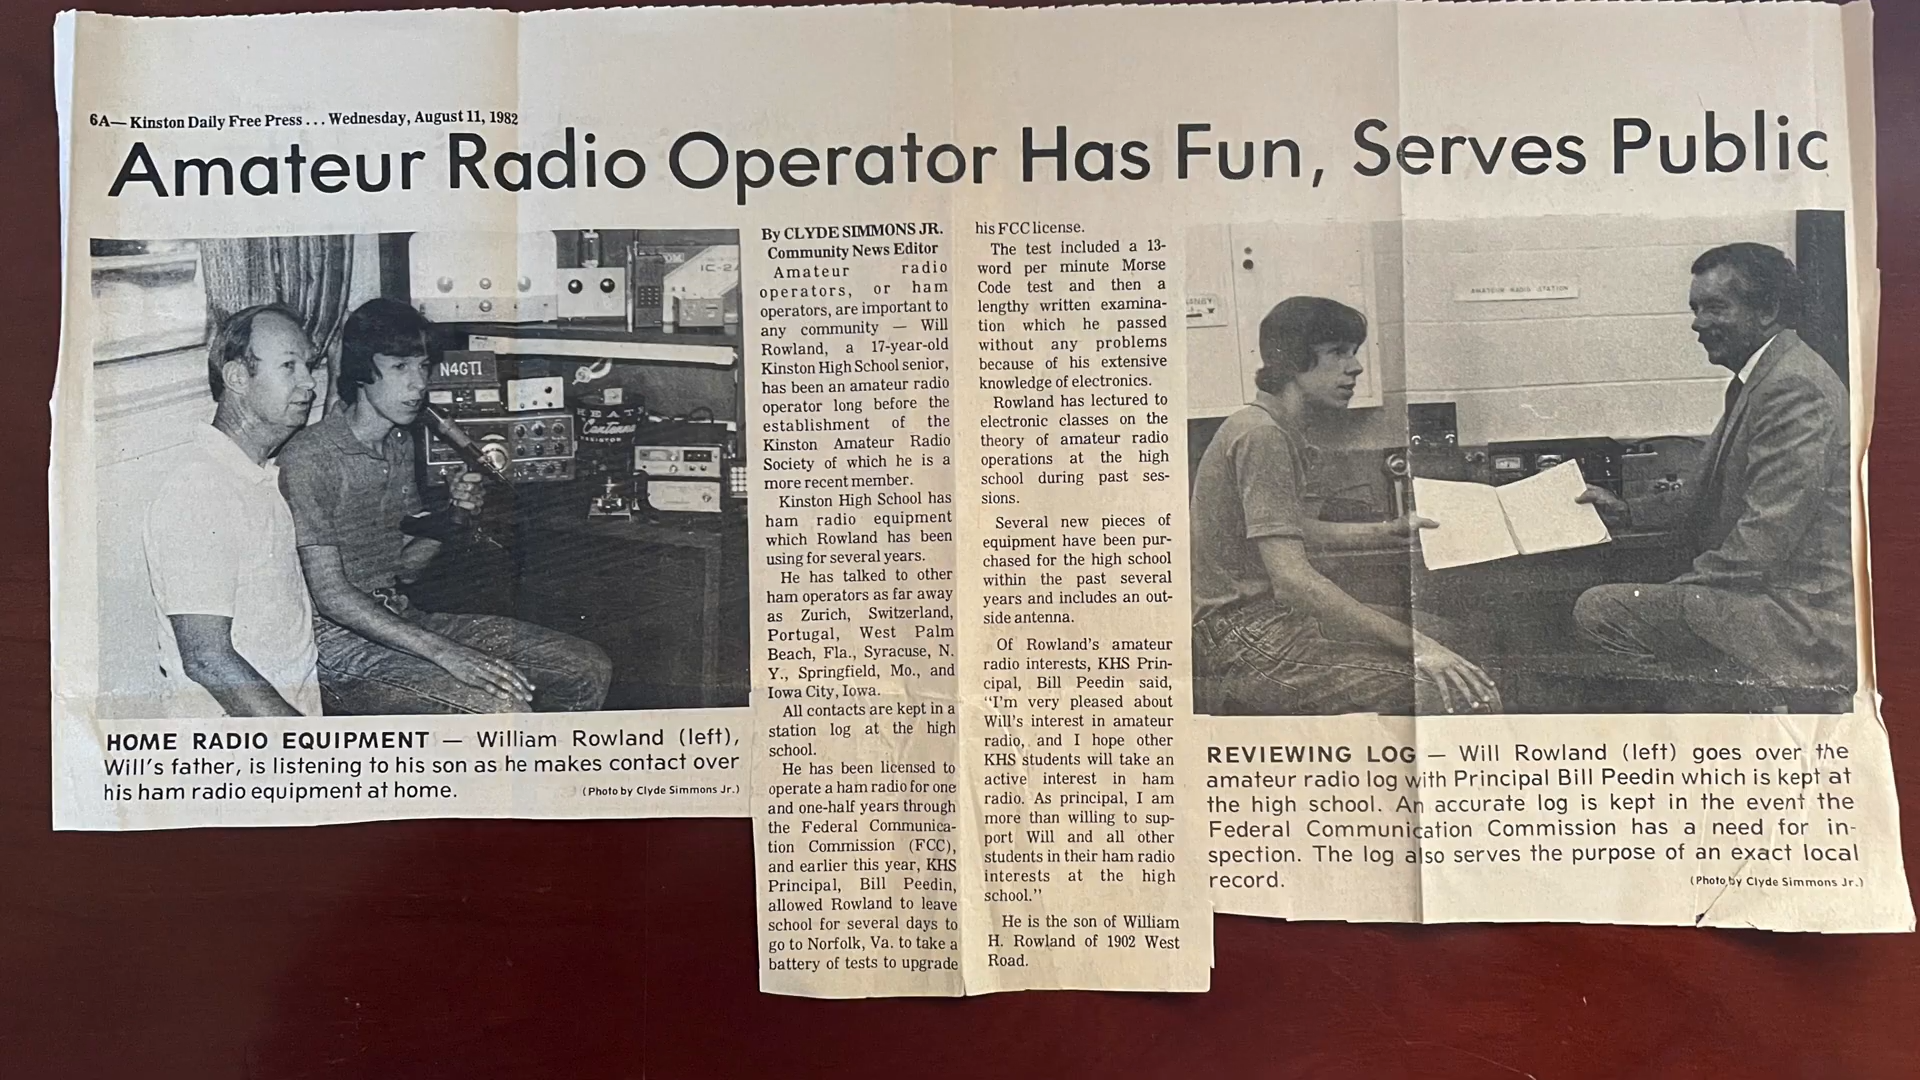 6A— Kinston Daily Free Press . . . Wednesday, August 11, 1982
Amateur Radio Operator Has Fun, Serves Public
IC-2A
N4GTI
HEATH
Cantenna
HOME RADIO EQUIPMENT — William Rowland (left),
Will's father, is listening to his son as he makes contact over
his ham radio equipment at home.
(Photo by Clyde Simmons Jr.)
By CLYDE SIMMONS JR.
Community News Editor
Amateur radio
operators, or ham
operators, are important to
any community — Will
Rowland, a 17-year-old
Kinston High School senior,
has been an amateur radio
operator long before the
establishment of the
Kinston Amateur Radio
Society of which he is a
more recent member.
Kinston High School has
ham radio equipment
which Rowland has been
using for several years.
He has talked to other
ham operators as far away
as Zurich, Switzerland,
Portugal, West Palm
Beach, Fla., Syracuse, N.
Y., Springfield, Mo., and
Iowa City, Iowa.
All contacts are kept in a
station log at the high
school.
He has been licensed to
operate a ham radio for one
and one-half years through
the Federal Communica-
tion Commission (FCC),
and earlier this year, KHS
Principal, Bill Peedin,
allowed Rowland to leave
school for several days to
go to Norfolk, Va. to take a
battery of tests to upgrade
his FCC license.
The test included a 13-
word per minute Morse
Code test and then a
lengthy written examina-
tion which he passed
without any problems
because of his extensive
knowledge of electronics.
Rowland has lectured to
electronic classes on the
theory of amateur radio
operations at the high
school during past ses-
sions.
Several new pieces of
equipment have been pur-
chased for the high school
within the past several
years and includes an out-
side antenna.
Of Rowland's amateur
radio interests, KHS Prin-
cipal, Bill Peedin said,
"I'm very pleased about
Will's interest in amateur
radio, and I hope other
KHS students will take an
active interest in ham
radio. As principal, I am
more than willing to sup-
port Will and all other
students in their ham radio
interests at the high
school."
He is the son of William
H. Rowland of 1902 West
Road.
AMATEUR RADIO STATION
REVIEWING LOG — Will Rowland (left) goes over the
amateur radio log with Principal Bill Peedin which is kept at
the high school. An accurate log is kept in the event the
Federal Communication Commission has a need for in-
spection. The log also serves the purpose of an exact local
record.
(Photo by Clyde Simmons Jr.)